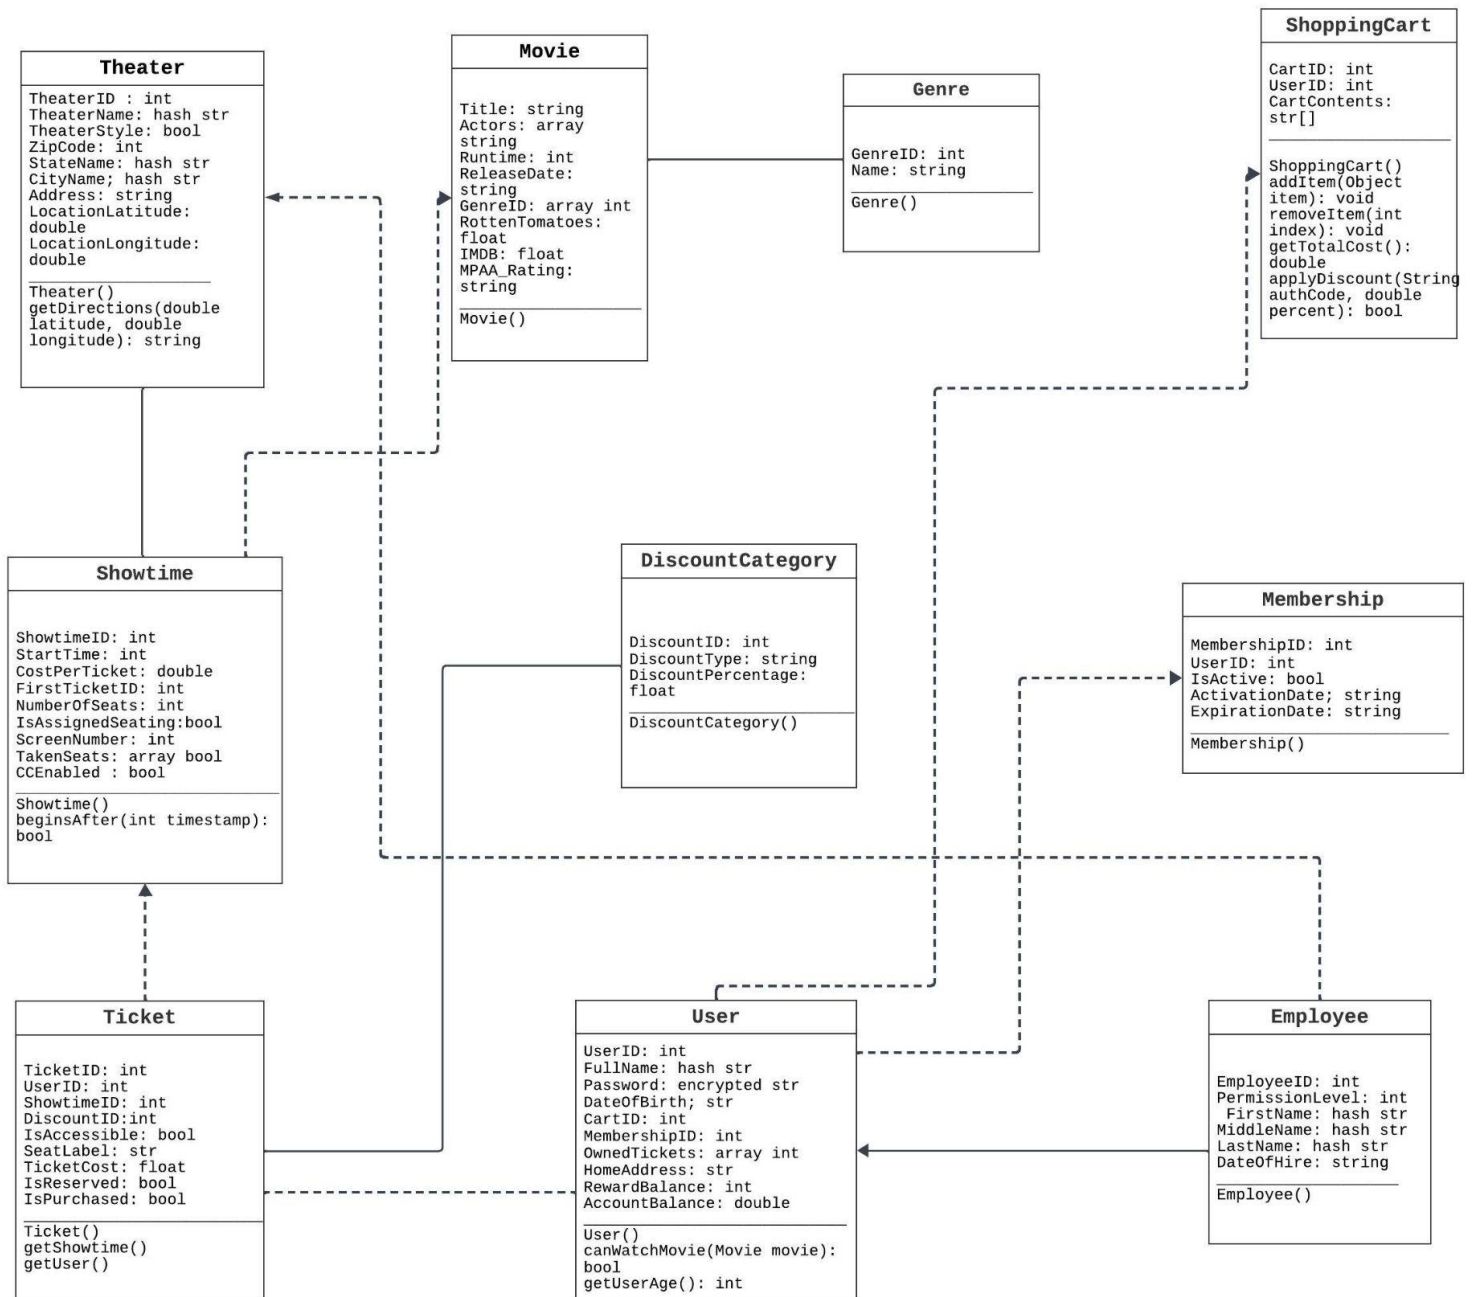 Theater
TheaterID : int
TheaterName: hash str
TheaterStyle: bool
ZipCode: int
StateName: hash str
CityName; hash str
Address: string
LocationLatitude:
double
LocationLongitude:
double
Theater()
getDirections(double
latitude, double
longitude): string
Movie
Title: string
Actors: array
string
Runtime: int
ReleaseDate:
string
GenreID: array int
RottenTomatoes:
float
IMDB: float
MPAA_Rating:
string
Movie()
Genre
GenreID: int
Name: string
Genre()
ShoppingCart
CartID: int
UserID: int
CartContents:
str[]
ShoppingCart()
addItem(Object
item): void
removeItem(int
index): void
getTotalCost():
double
applyDiscount(String
authCode, double
percent): bool
Showtime
ShowtimeID: int
StartTime: int
CostPerTicket: double
FirstTicketID: int
NumberOfSeats: int
IsAssignedSeating:bool
ScreenNumber: int
TakenSeats: array bool
CCEnabled : bool
Showtime()
beginsAfter(int timestamp):
bool
DiscountCategory
DiscountID: int
DiscountType: string
DiscountPercentage:
float
DiscountCategory()
Membership
MembershipID: int
UserID: int
IsActive: bool
ActivationDate; string
ExpirationDate: string
Membership()
Ticket
TicketID: int
UserID: int
ShowtimeID: int
DiscountID:int
IsAccessible: bool
SeatLabel: str
TicketCost: float
IsReserved: bool
IsPurchased: bool
Ticket()
getShowtime()
getUser()
User
UserID: int
FullName: hash str
Password: encrypted str
DateOfBirth; str
CartID: int
MembershipID: int
OwnedTickets: array int
HomeAddress: str
RewardBalance: int
AccountBalance: double
User()
canWatchMovie(Movie movie):
bool
getUserAge(): int
Employee
EmployeeID: int
PermissionLevel: int
FirstName: hash str
MiddleName: hash str
LastName: hash str
DateOfHire: string
Employee()